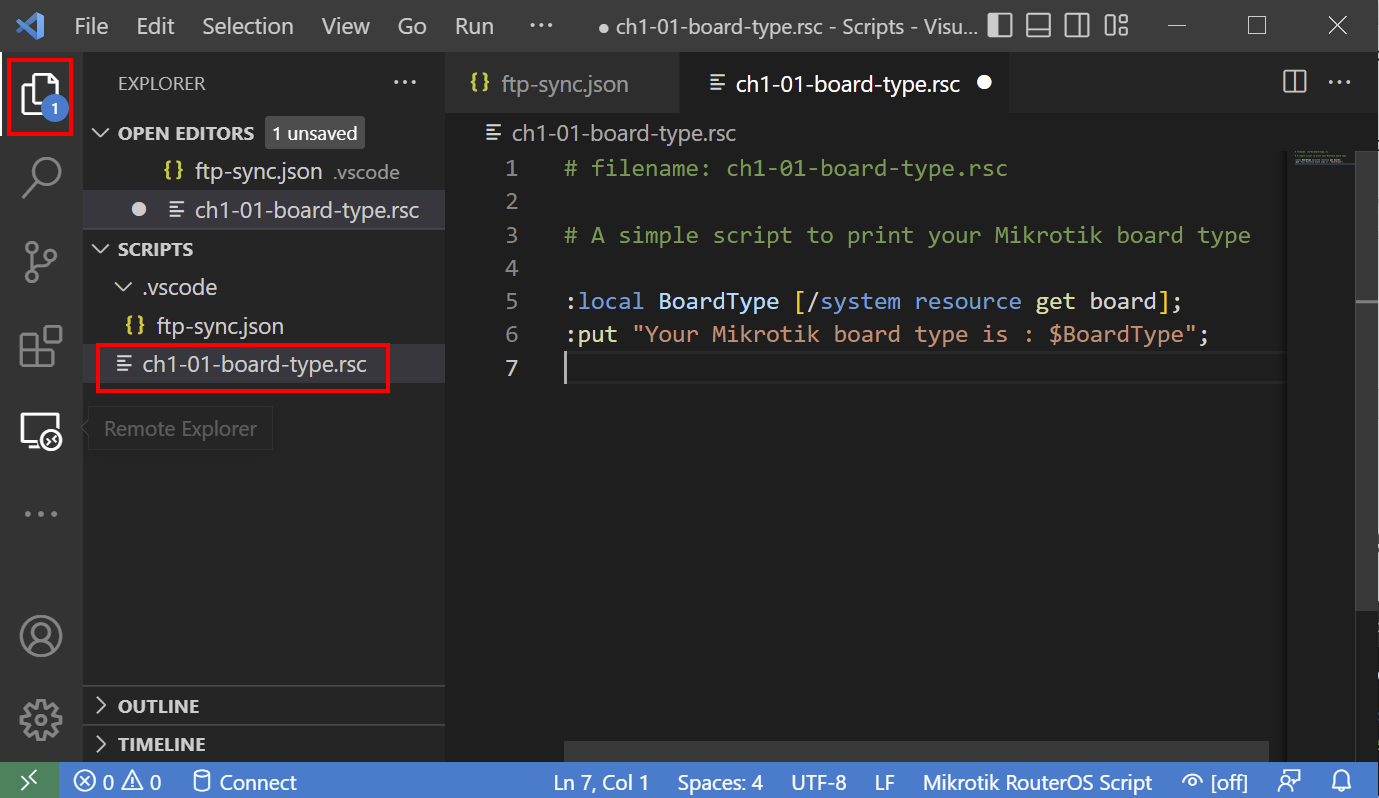 File Edit Selection View Go Run ··· ● ch1-01-board-type.rsc - Scripts - Visu...
1
EXPLORER ···
OPEN EDITORS 1 unsaved
{} ftp-sync.json .vscode
● ch1-01-board-type.rsc
SCRIPTS
.vscode
{} ftp-sync.json
ch1-01-board-type.rsc
Remote Explorer
OUTLINE
TIMELINE
{} ftp-sync.json ch1-01-board-type.rsc ● ···
ch1-01-board-type.rsc
1 # filename: ch1-01-board-type.rsc
2
3 # A simple script to print your Mikrotik board type
4
5 :local BoardType [/system resource get board];
6 :put "Your Mikrotik board type is : $BoardType";
7
0 0 Connect Ln 7, Col 1 Spaces: 4 UTF-8 LF Mikrotik RouterOS Script [off]